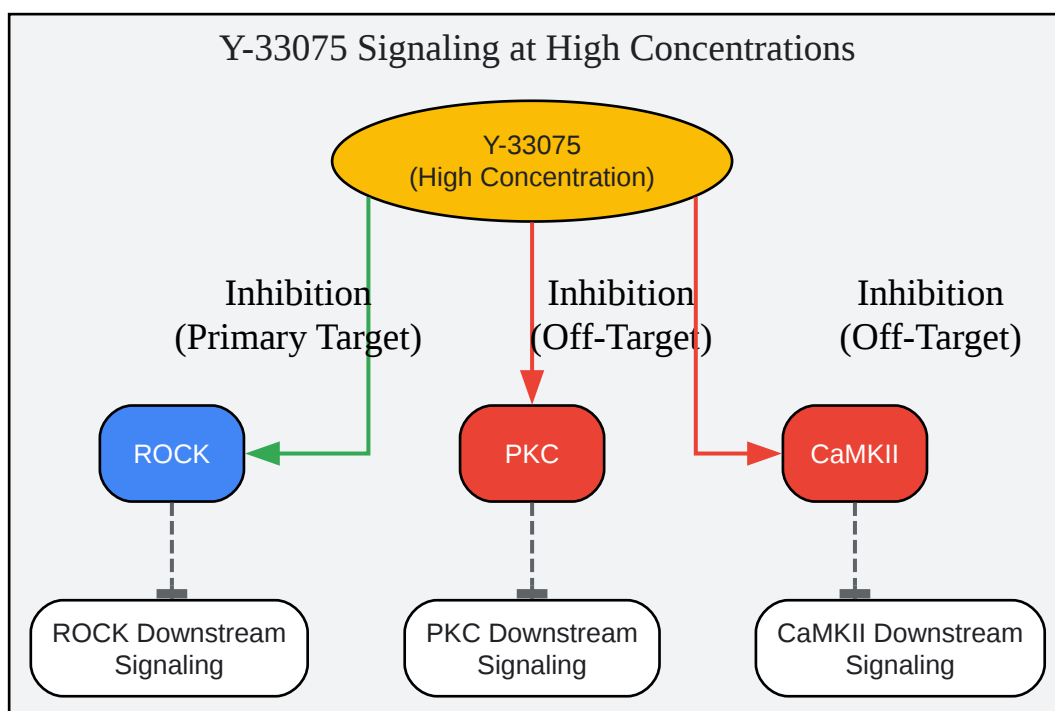 Y-33075 Signaling at High Concentrations
Y-33075
(High Concentration)
Inhibition
(Primary Target)
Inhibition
(Off-Target)
Inhibition
(Off-Target)
ROCK
PKC
CaMKII
ROCK Downstream
Signaling
PKC Downstream
Signaling
CaMKII Downstream
Signaling